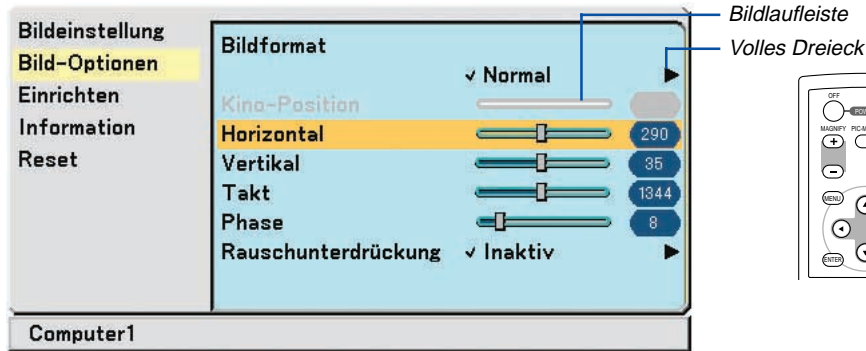 Bildeinstellung
Bild-Optionen
Einrichten
Information
Reset
Bildformat
✓ Normal
Kino-Position
Horizontal 290
Vertikal 35
Takt 1344
Phase 8
Rauschunterdrückung ✓ Inaktiv
Computer1
Bildlaufleiste
Volles Dreieck
OFF
MAGNIFY
MENU
ENTER